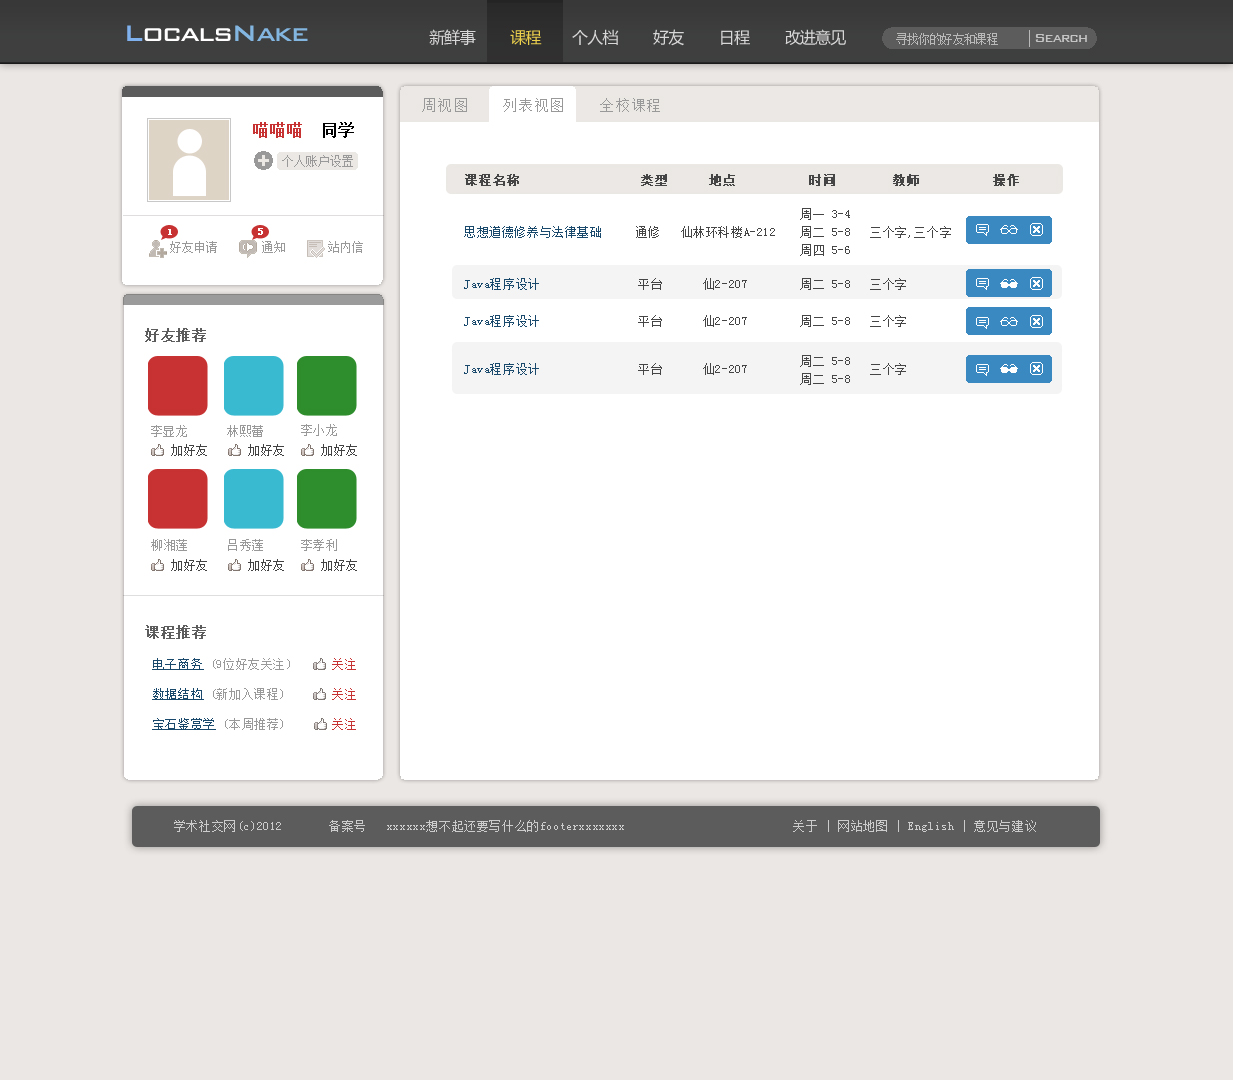 LocalsNake
新鲜事 课程 个人档 好友 日程 改进意见
寻找你的好友和课程 | Search
喵喵喵 同学
个人账户设置
1 好友申请 5 通知 站内信
好友推荐
李显龙 林熙蕾 李小龙
加好友 加好友 加好友
柳湘莲 吕秀莲 李孝利
加好友 加好友 加好友
课程推荐
电子商务 (9位好友关注) 关注
数据结构 (新加入课程) 关注
宝石鉴赏学 (本周推荐) 关注
周视图 列表视图 全校课程
课程名称 类型 地点 时间 教师 操作
周一 3-4
思想道德修养与法律基础 通修 仙林环科楼A-212 周二 5-8 三个字,三个字
周四 5-6
Java程序设计 平台 仙2-207 周二 5-8 三个字
Java程序设计 平台 仙2-207 周二 5-8 三个字
周二 5-8
Java程序设计 平台 仙2-207 三个字
周二 5-8
学术社交网(c)2012 备案号 xxxxxx想不起还要写什么的footerxxxxxxx 关于 | 网站地图 | English | 意见与建议